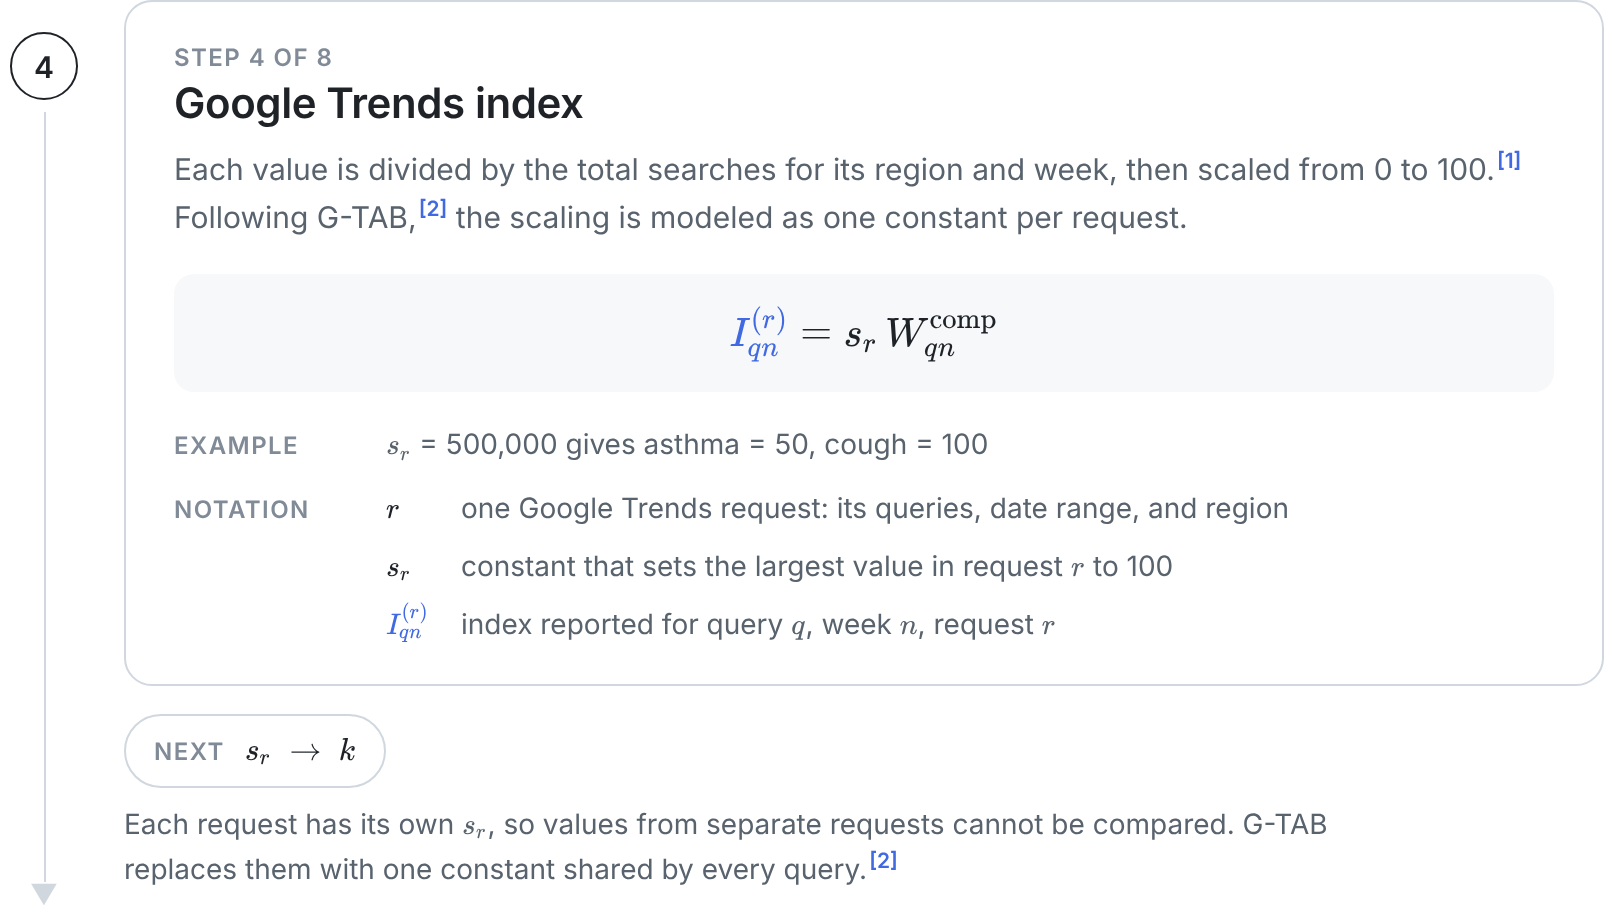 4
STEP 4 OF 8
Google Trends index
Each value is divided by the total searches for its region and week, then scaled from 0 to 100.[1]
Following G-TAB,[2] the scaling is modeled as one constant per request.
I_{qn}^{(r)} = s_r W_{qn}^{comp}
EXAMPLE s_r = 500,000 gives asthma = 50, cough = 100
NOTATION r one Google Trends request: its queries, date range, and region
s_r constant that sets the largest value in request r to 100
I_{qn}^{(r)} index reported for query q, week n, request r
NEXT s_r → k
Each request has its own s_r, so values from separate requests cannot be compared. G-TAB
replaces them with one constant shared by every query.[2]